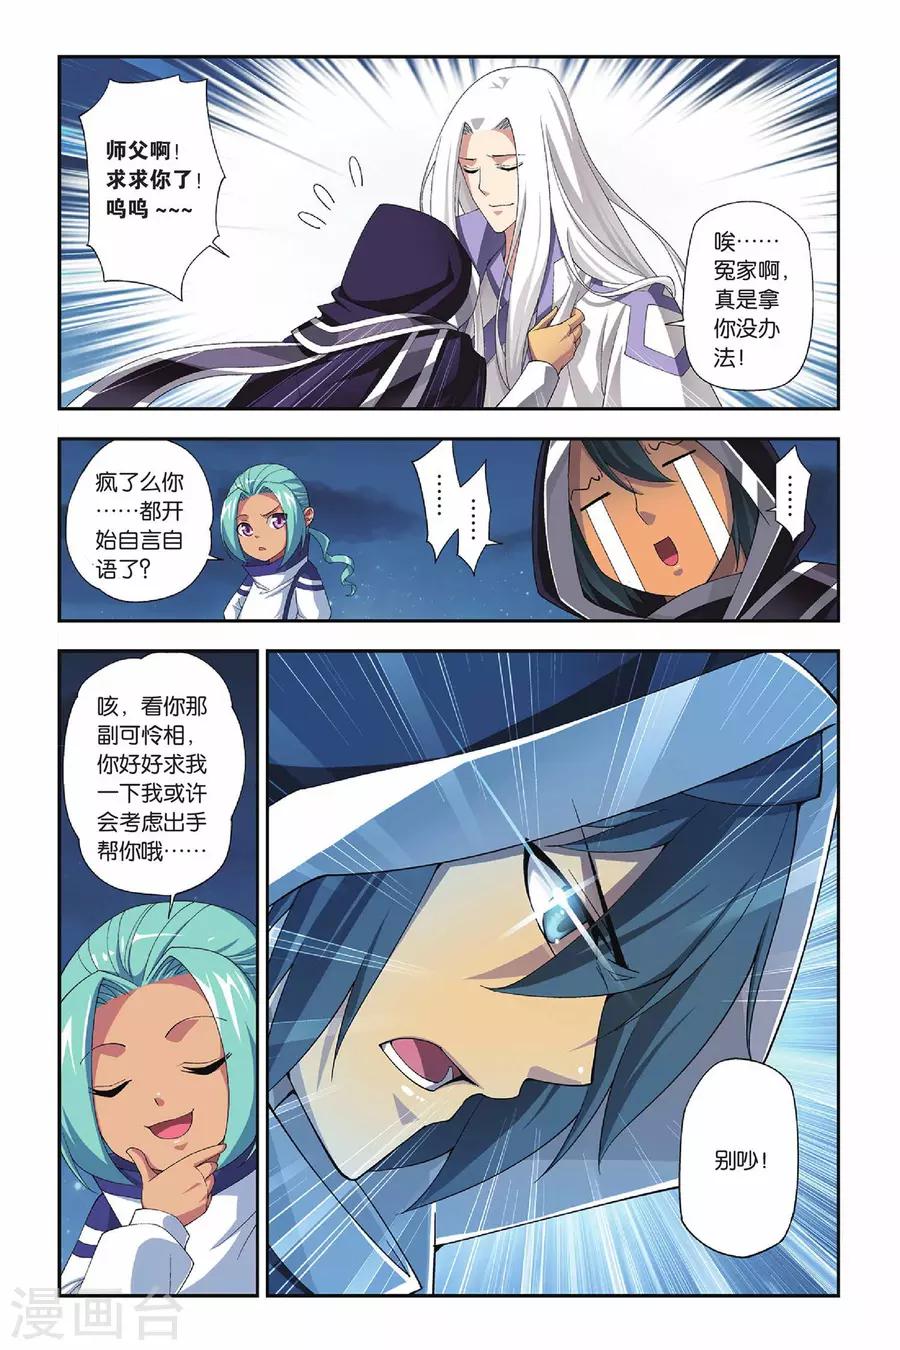 师父啊！
求求你了！
呜呜~~~
唉……
冤家啊，
真是拿
你没办
法！
疯了么你
……都开
始自言自
语了？
……
……
咳，看你那
副可怜相，
你好好求我
一下我或许
会考虑出手
帮你哦……
别吵！
漫画台